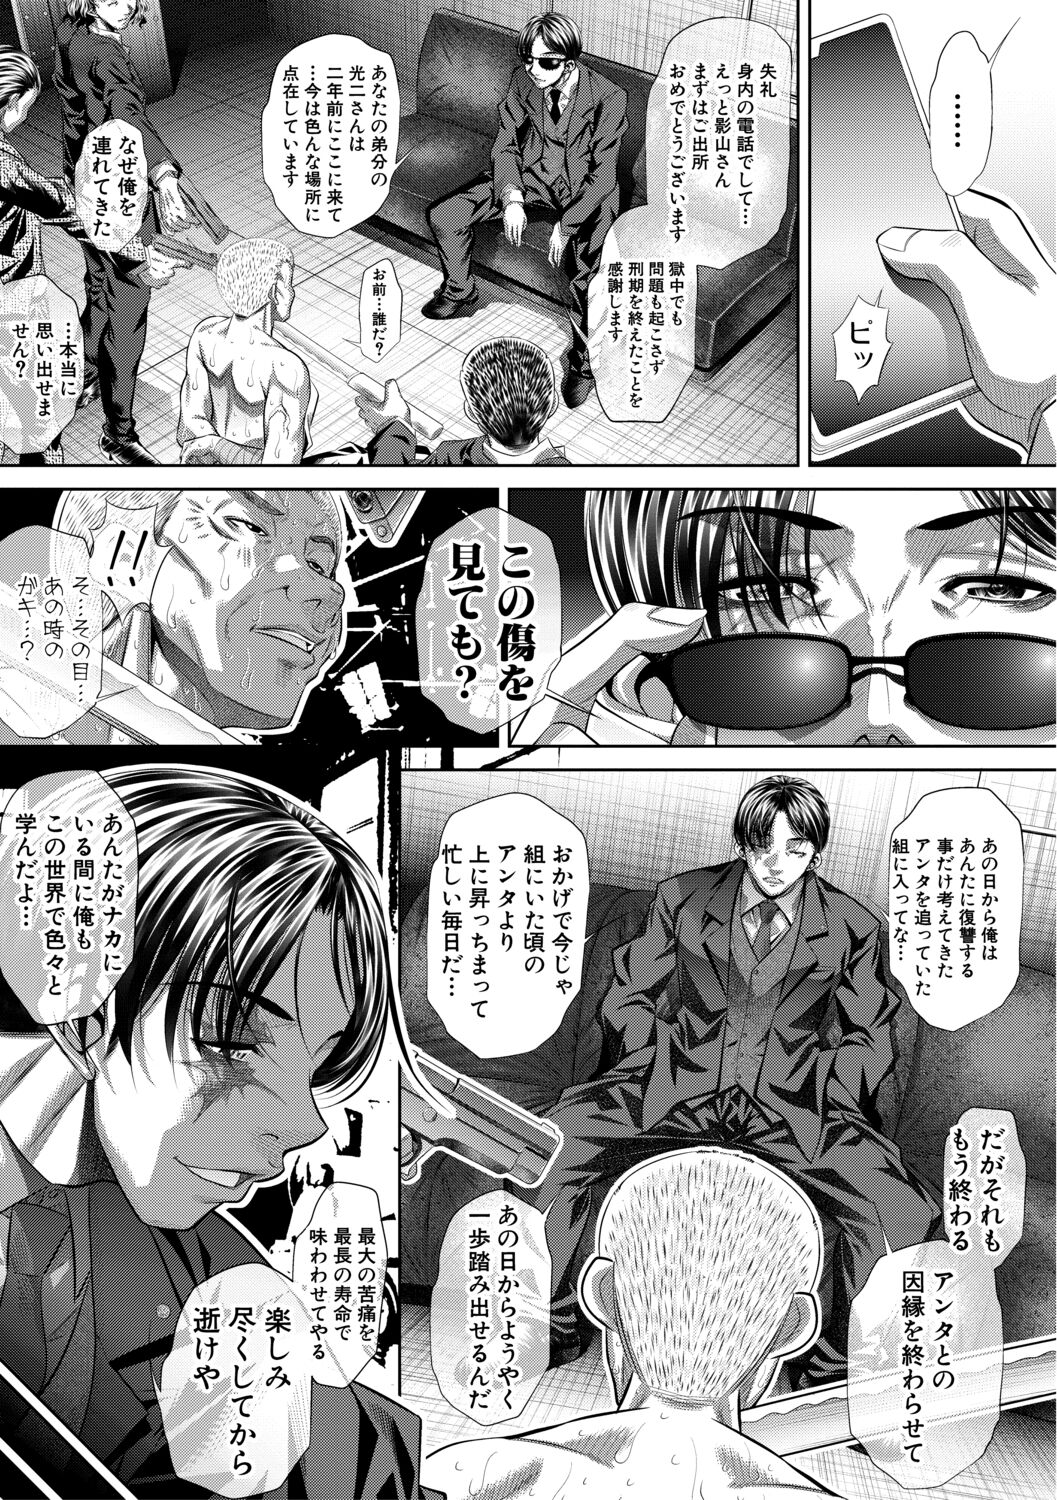 ……
ピッ
失礼
身内の電話でして…
えっと影山さん
まずはご出所
おめでとうございます
獄中でも
問題も起こさず
刑期を終えたことを
感謝します
お前…誰だ?
あなたの弟分の
光二さんは
二年前にここに来て
…今は色んな場所に
点在しています
なぜ俺を
連れてきた
…本当に
思い出せま
せん?
この傷を
見ても?
!!
そ…その目…
あの時の
ガキ…?
あの日から俺は
あんたに復讐する
事だけ考えてきた
アンタを追っていた
組に入ってな…
おかげで今じゃ
組にいた頃の
アンタより
上に昇っちまって
忙しい毎日だ…
だがそれも
もう終わる
アンタとの
因縁を終わらせて
あの日からようやく
一歩踏み出せるんだ
あんたがナカに
いる間に俺も
この世界で色々と
学んだよ…
最大の苦痛を
最長の寿命で
味わわせてやる
楽しみ
尽くしてから
逝けや